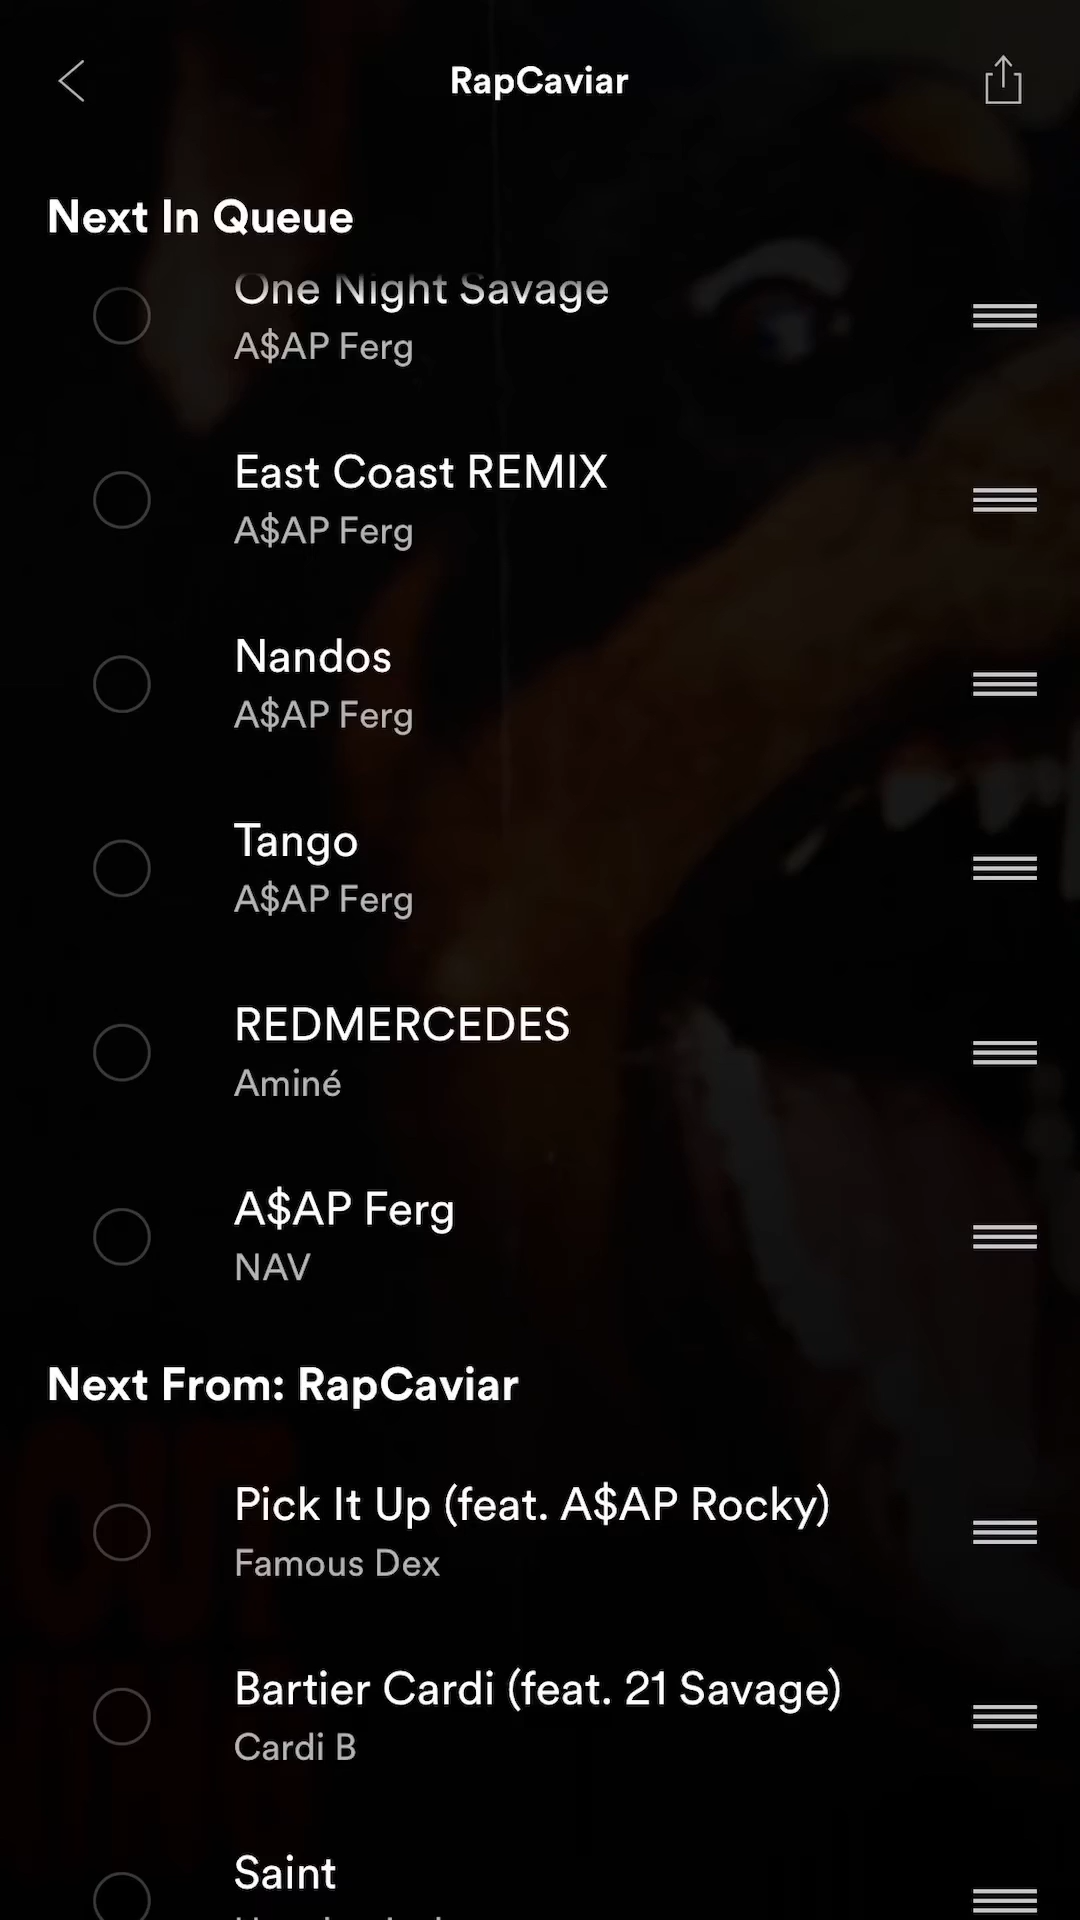 RapCaviar
Next In Queue
One Night Savage
A$AP Ferg
East Coast REMIX
A$AP Ferg
Nandos
A$AP Ferg
Tango
A$AP Ferg
REDMERCEDES
Aminé
A$AP Ferg
NAV
Next From: RapCaviar
Pick It Up (feat. A$AP Rocky)
Famous Dex
Bartier Cardi (feat. 21 Savage)
Cardi B
Saint